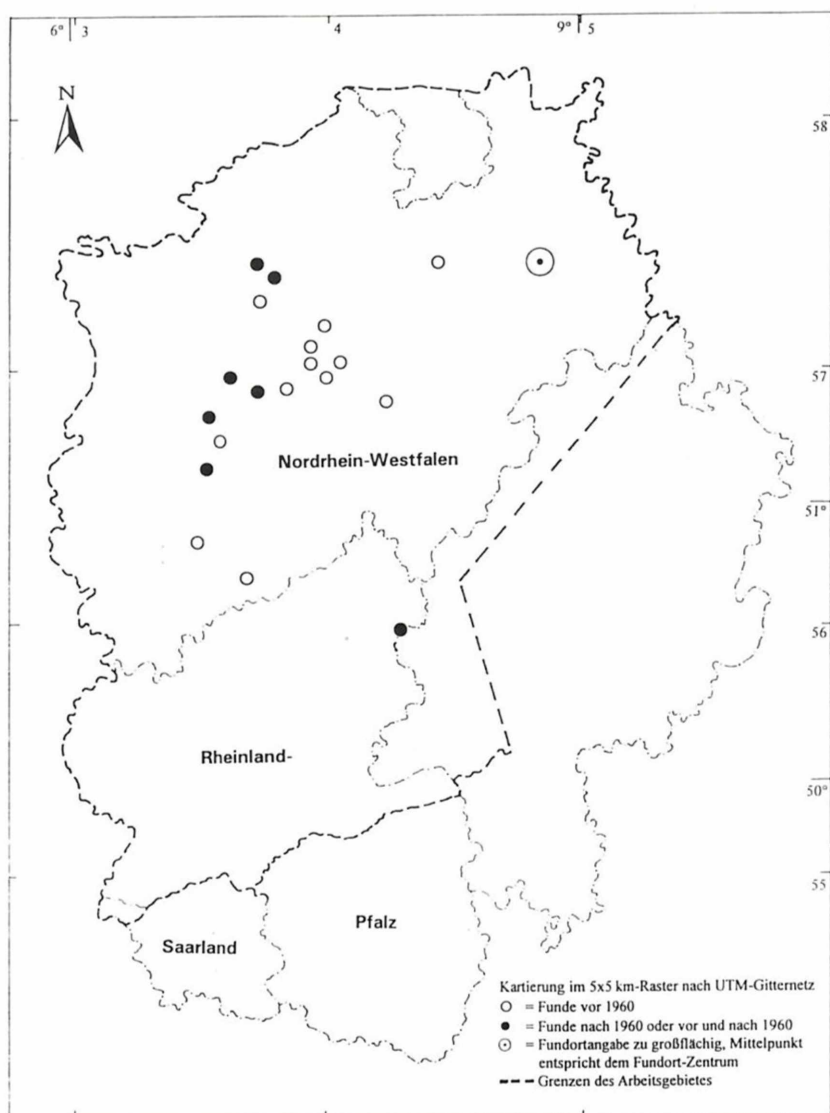 6° 3 4 9° 5
N
58
57
Nordrhein-Westfalen
51°
56
Rheinland-
50°
55
Pfalz
Saarland
Kartierung im 5x5 km-Raster nach UTM-Gitternetz
= Funde vor 1960
= Funde nach 1960 oder vor und nach 1960
= Fundortangabe zu großflächig, Mittelpunkt
entspricht dem Fundort-Zentrum
Grenzen des Arbeitsgebietes